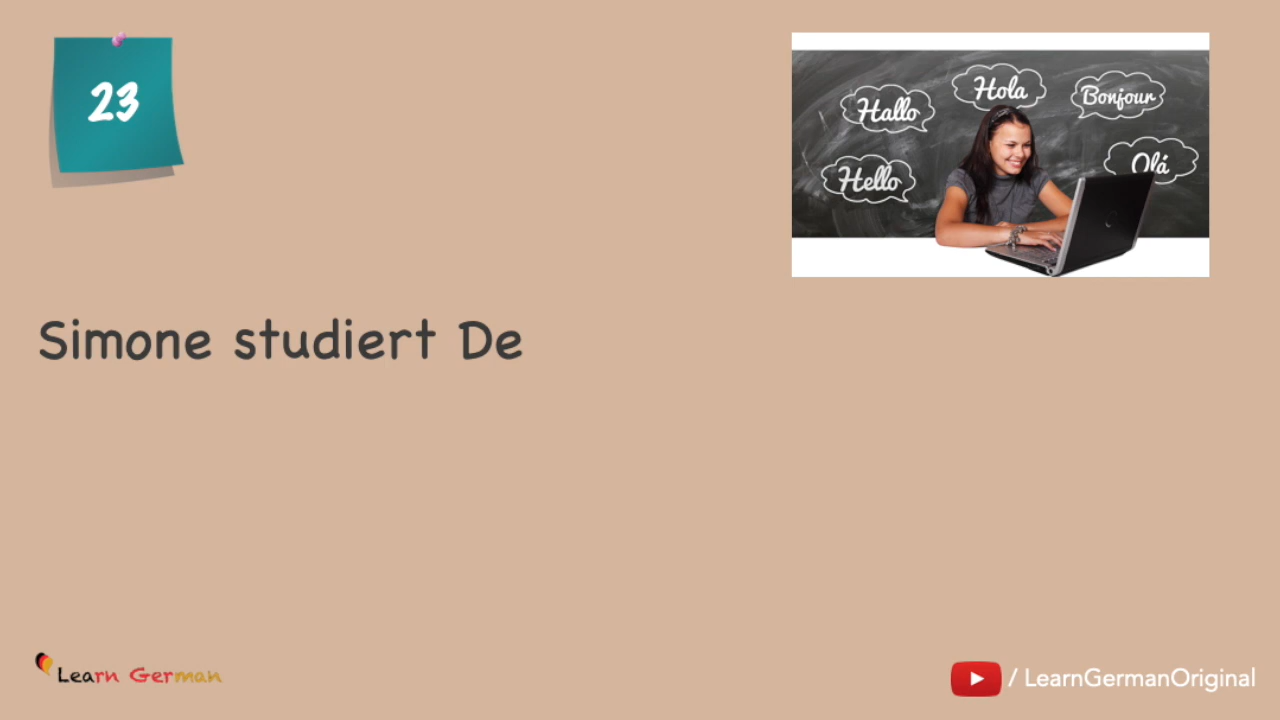 23
Hallo
Hola
Bonjour
Hello
Olá
Simone studiert De
Learn German
/ LearnGermanOriginal